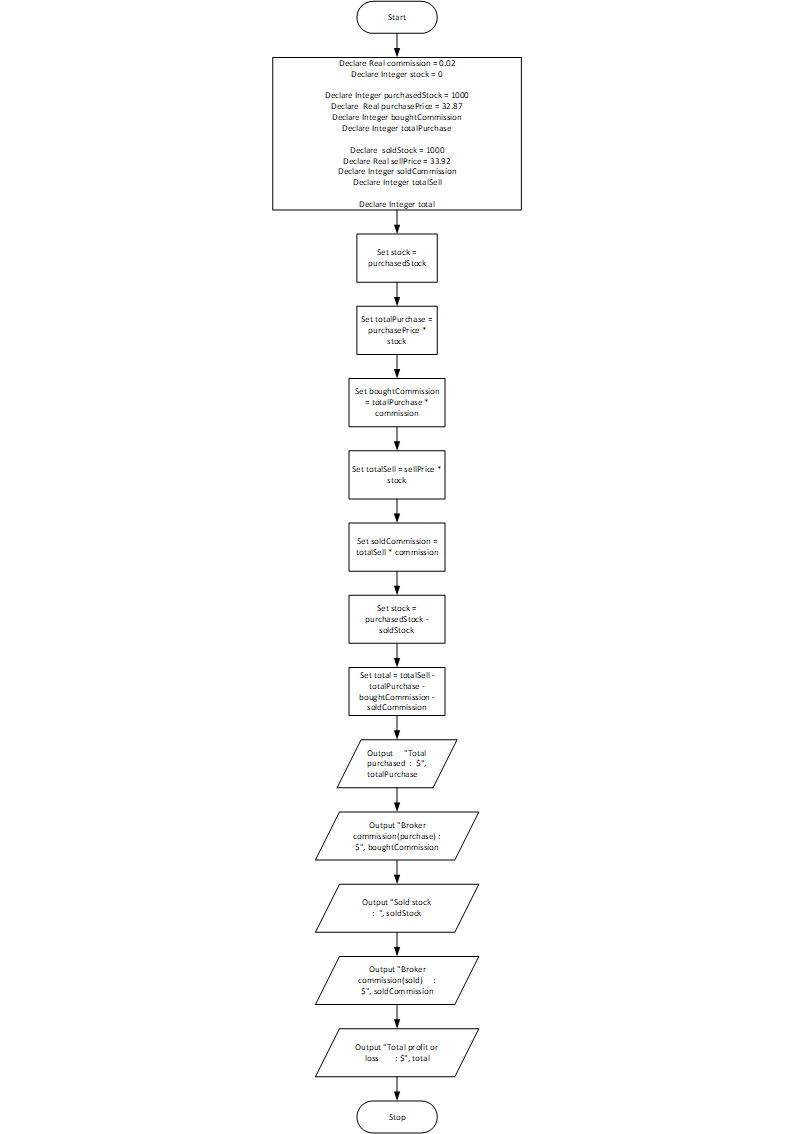 Start
Declare Real commission = 0.02
Declare Integer stock = 0
Declare Integer purchasedStock = 1000
Declare Real purchasePrice = 32.87
Declare Integer boughtCommission
Declare Integer totalPurchase
Declare soldStock = 1000
Declare Real sellPrice = 33.92
Declare Integer soldCommission
Declare Integer totalSell
Declare Integer total
Set stock =
purchasedStock
Set totalPurchase =
purchasePrice *
stock
Set boughtCommission
= totalPurchase *
commission
Set totalSell = sellPrice *
stock
Set soldCommission =
totalSell * commission
Set stock =
purchasedStock -
soldStock
Set total = totalSell -
totalPurchase -
boughtCommission -
soldCommission
Output "Total
purchased : $",
totalPurchase
Output "Broker
commission(purchase) :
$", boughtCommission
Output "Sold stock
: ", soldStock
Output "Broker
commission(sold) :
$", soldCommission
Output "Total profit or
loss : $", total
Stop